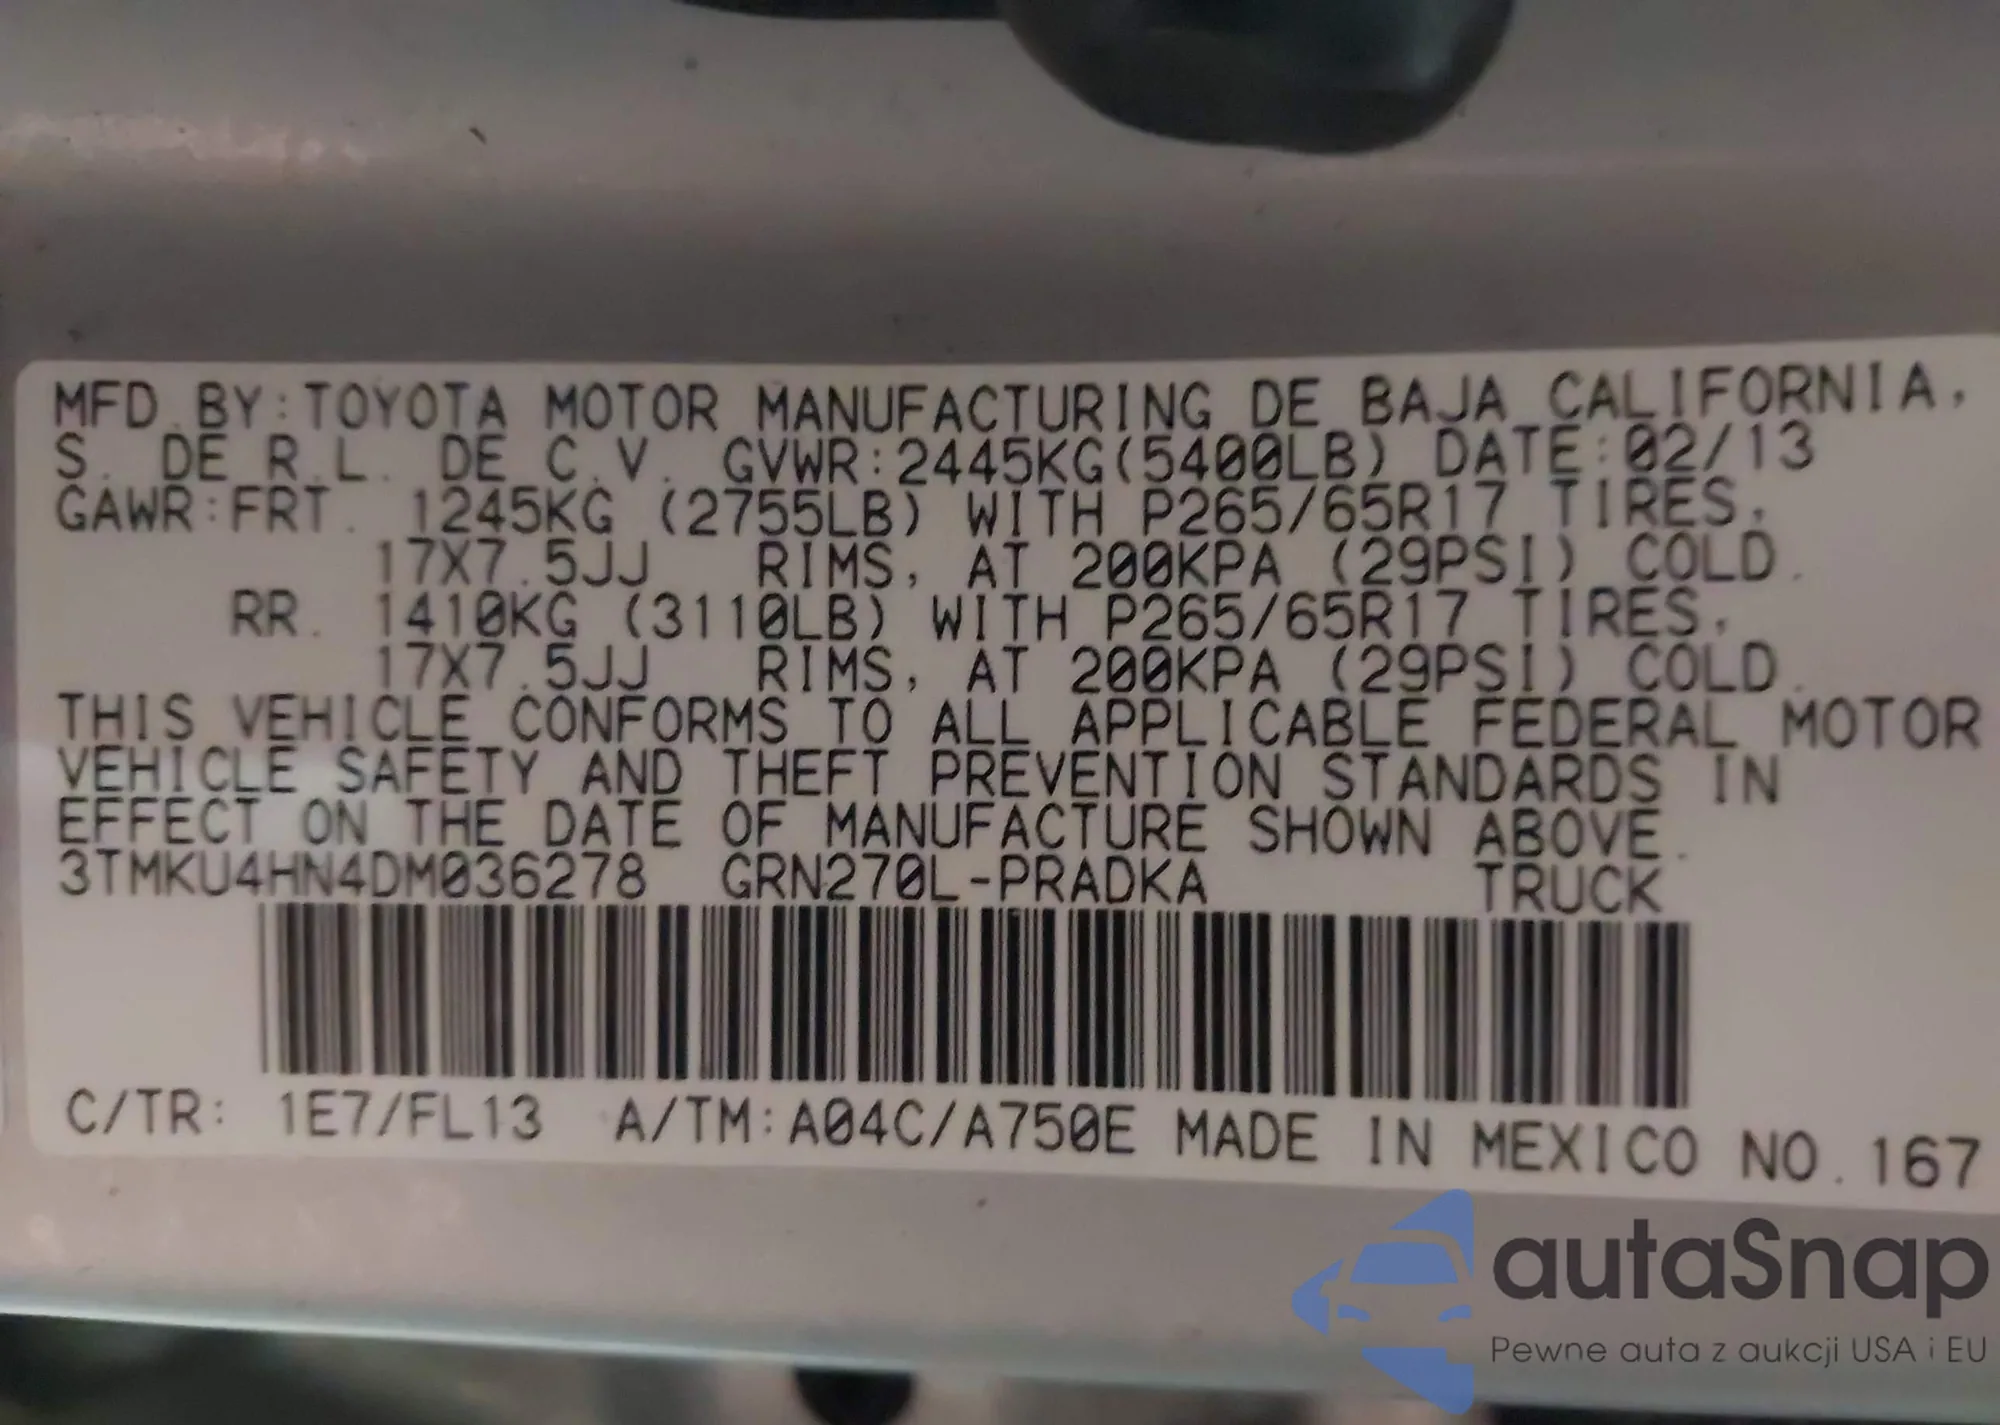 MFD.BY:TOYOTA MOTOR MANUFACTURING DE BAJA CALIFORNIA,
S. DE R.L. DE C.V. GVWR:2445KG(5400LB) DATE:02/13
GAWR:FRT. 1245KG (2755LB) WITH P265/65R17 TIRES,
17X7.5JJ RIMS, AT 200KPA (29PSI) COLD.
RR. 1410KG (3110LB) WITH P265/65R17 TIRES,
17X7.5JJ RIMS, AT 200KPA (29PSI) COLD.
THIS VEHICLE CONFORMS TO ALL APPLICABLE FEDERAL MOTOR
VEHICLE SAFETY AND THEFT PREVENTION STANDARDS IN
EFFECT ON THE DATE OF MANUFACTURE SHOWN ABOVE.
3TMKU4HN4DM036278 GRN270L-PRADKA TRUCK
C/TR: 1E7/FL13 A/TM:A04C/A750E MADE IN MEXICO NO.167
autaSnap
Pewne auta z aukcji USA i EU